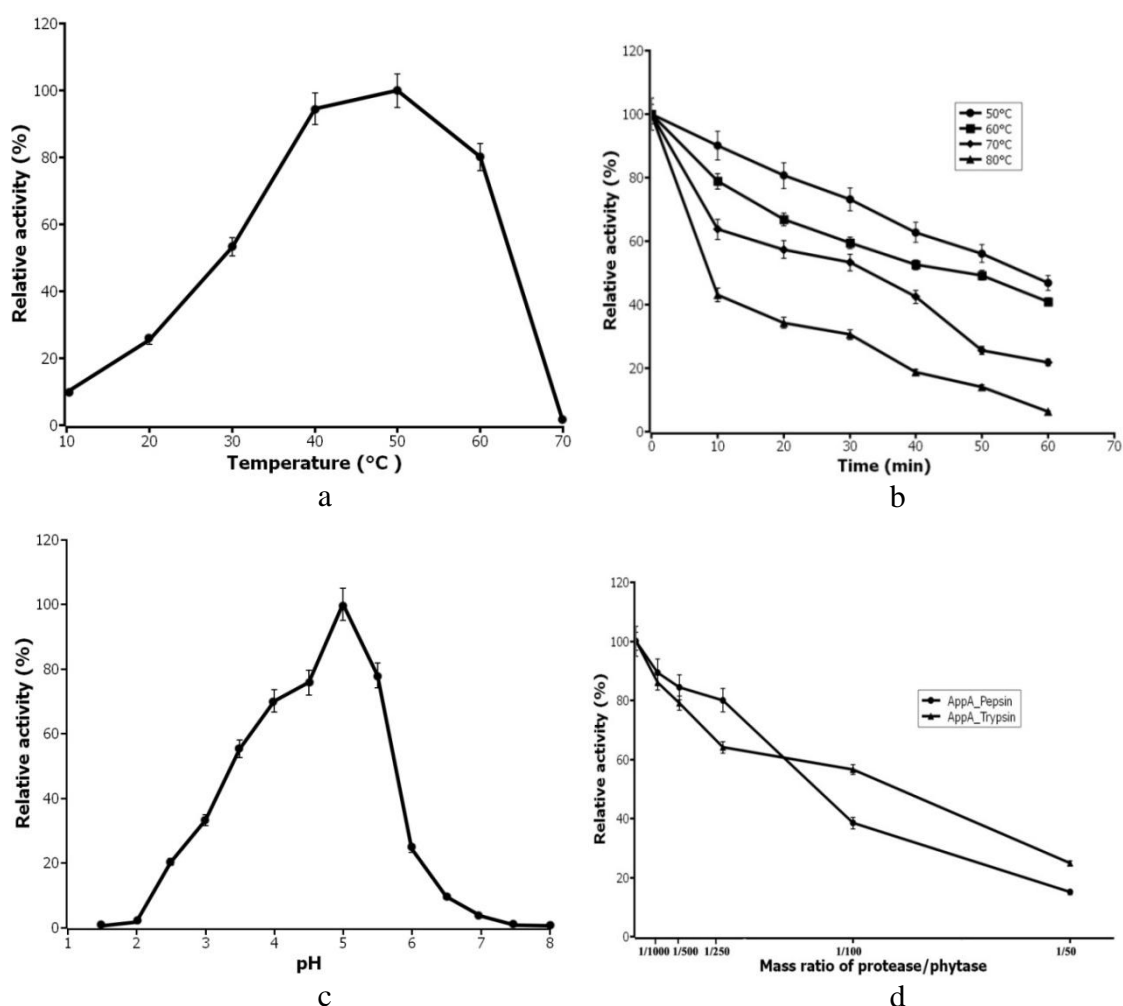 120
100
80
60
40
20
0
Relative activity (%)
10 20 30 40 50 60 70
Temperature (°C )
a
120
100
80
60
40
20
0
Relative activity (%)
50°C
60°C
70°C
80°C
0 10 20 30 40 50 60 70
Time (min)
b
120
100
80
60
40
20
0
Relative activity (%)
1 2 3 4 5 6 7 8
pH
c
120
100
80
60
40
20
0
Relative activity (%)
AppA_Pepsin
AppA_Trypsin
1/1000 1/500 1/250 1/100 1/50
Mass ratio of protease/phytase
d